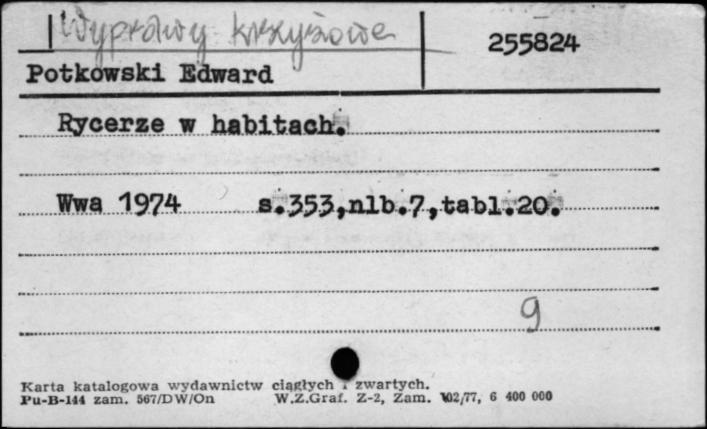 Wyprawy krzyżowe
255824
Potkowski Edward
Rycerze w habitach.
Wwa 1974 s.353,nlb.7,tabl.20.
9
Karta katalogowa wydawnictw ciągłych i zwartych.
Pu-B-144 zam. 567/DW/On W.Z.Graf. Z-2, Zam. 102/77, 6 400 000